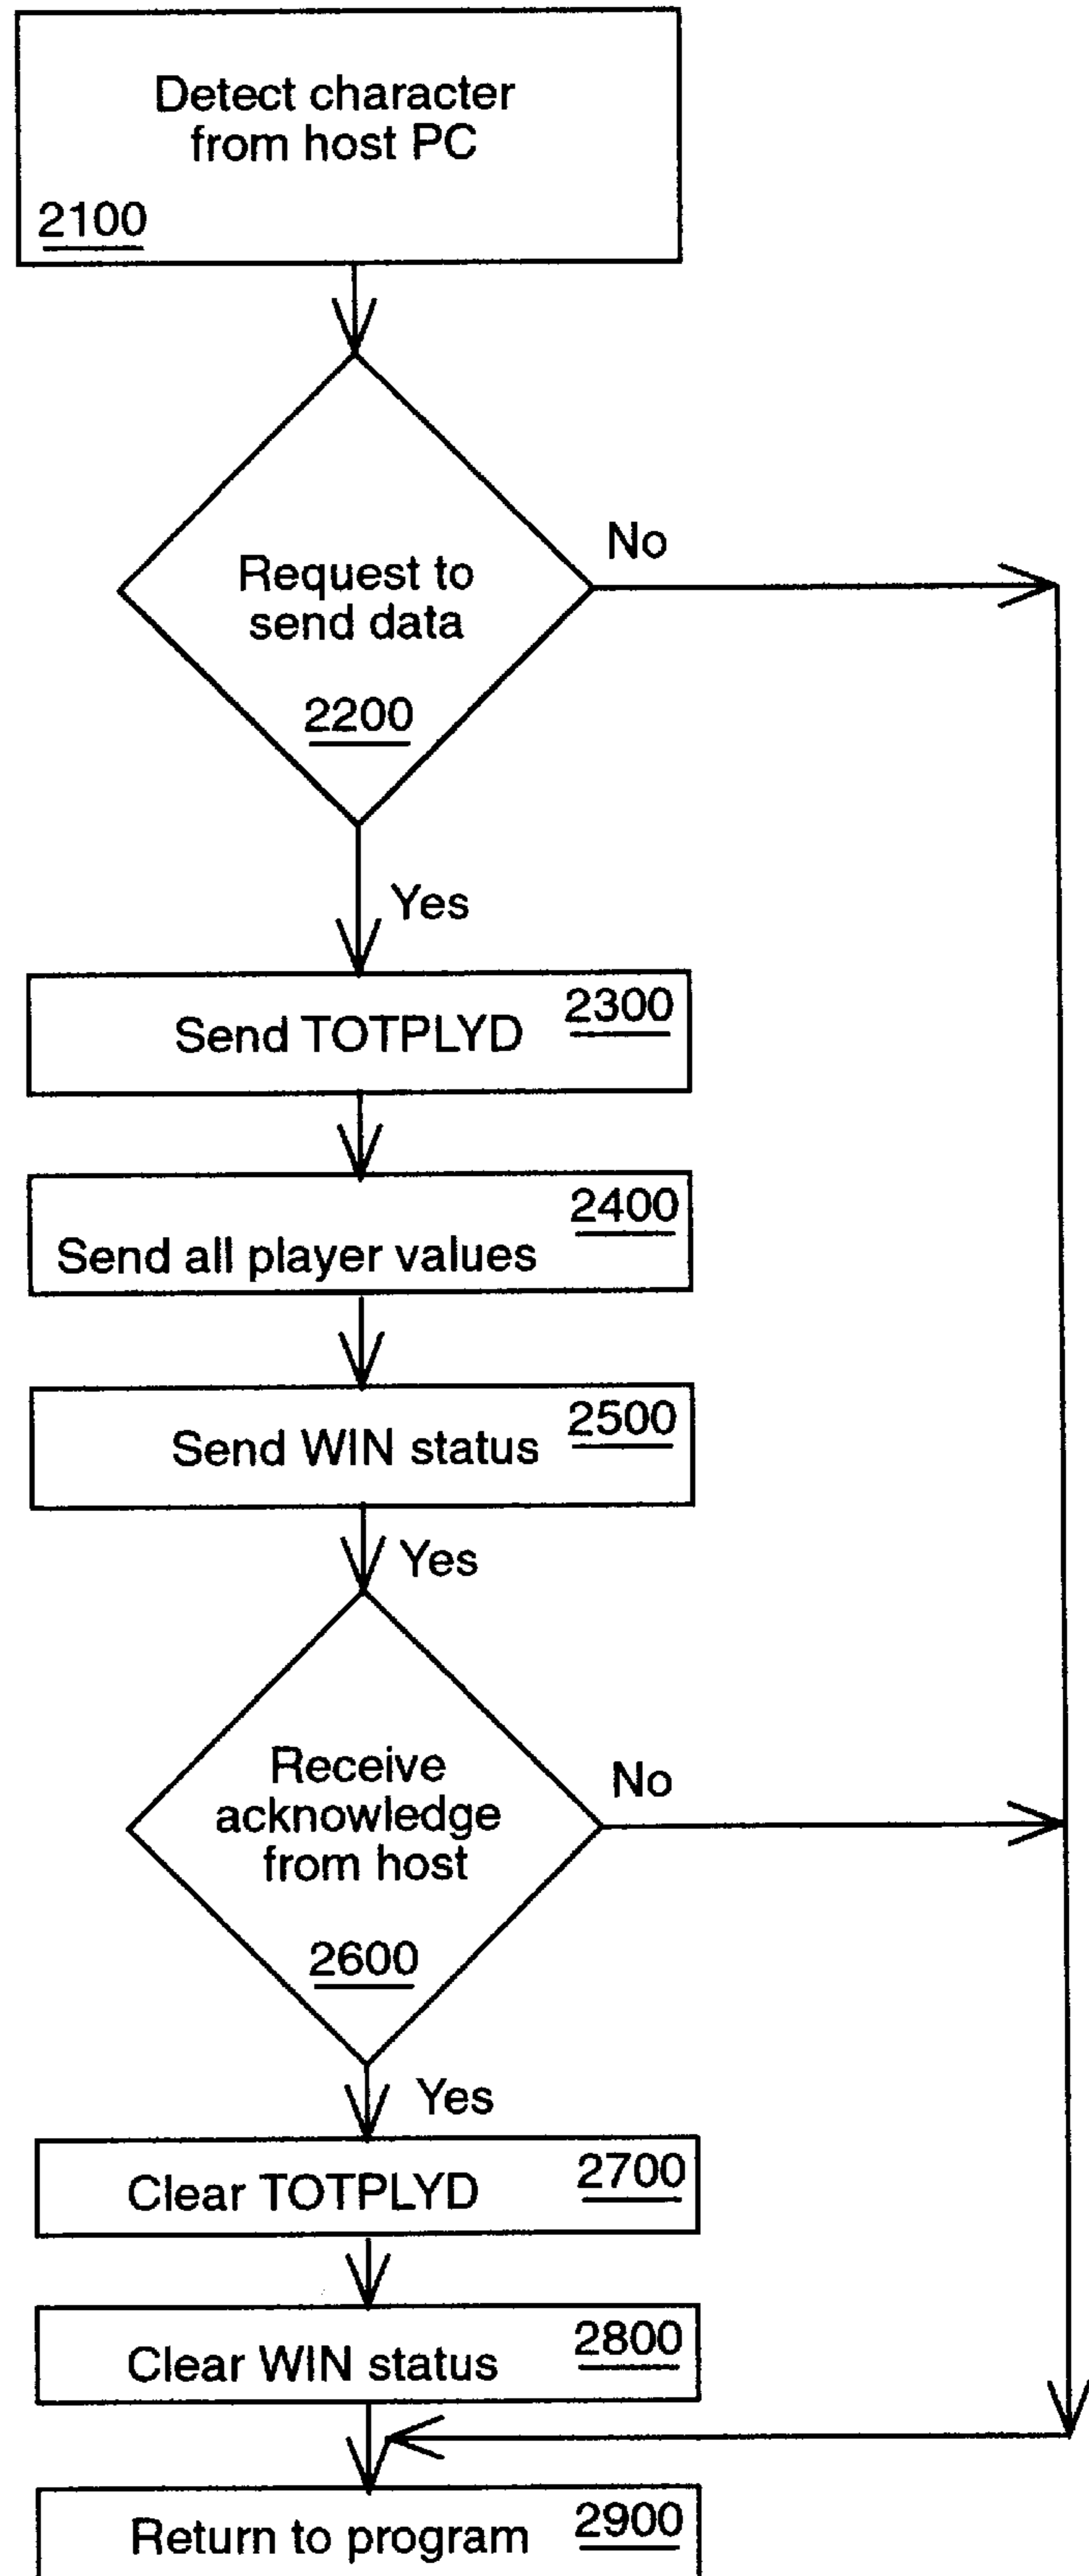 Detect character
from host PC
2100
No
Request to
send data
2200
Yes
2300
Send TOTPLYD
2400
Send all player values
2500
Send WIN status
Yes
Receive
acknowledge
from host
No
2600
Yes
2700
Clear TOTPLYD
2800
Clear WIN status
2900
Return to program